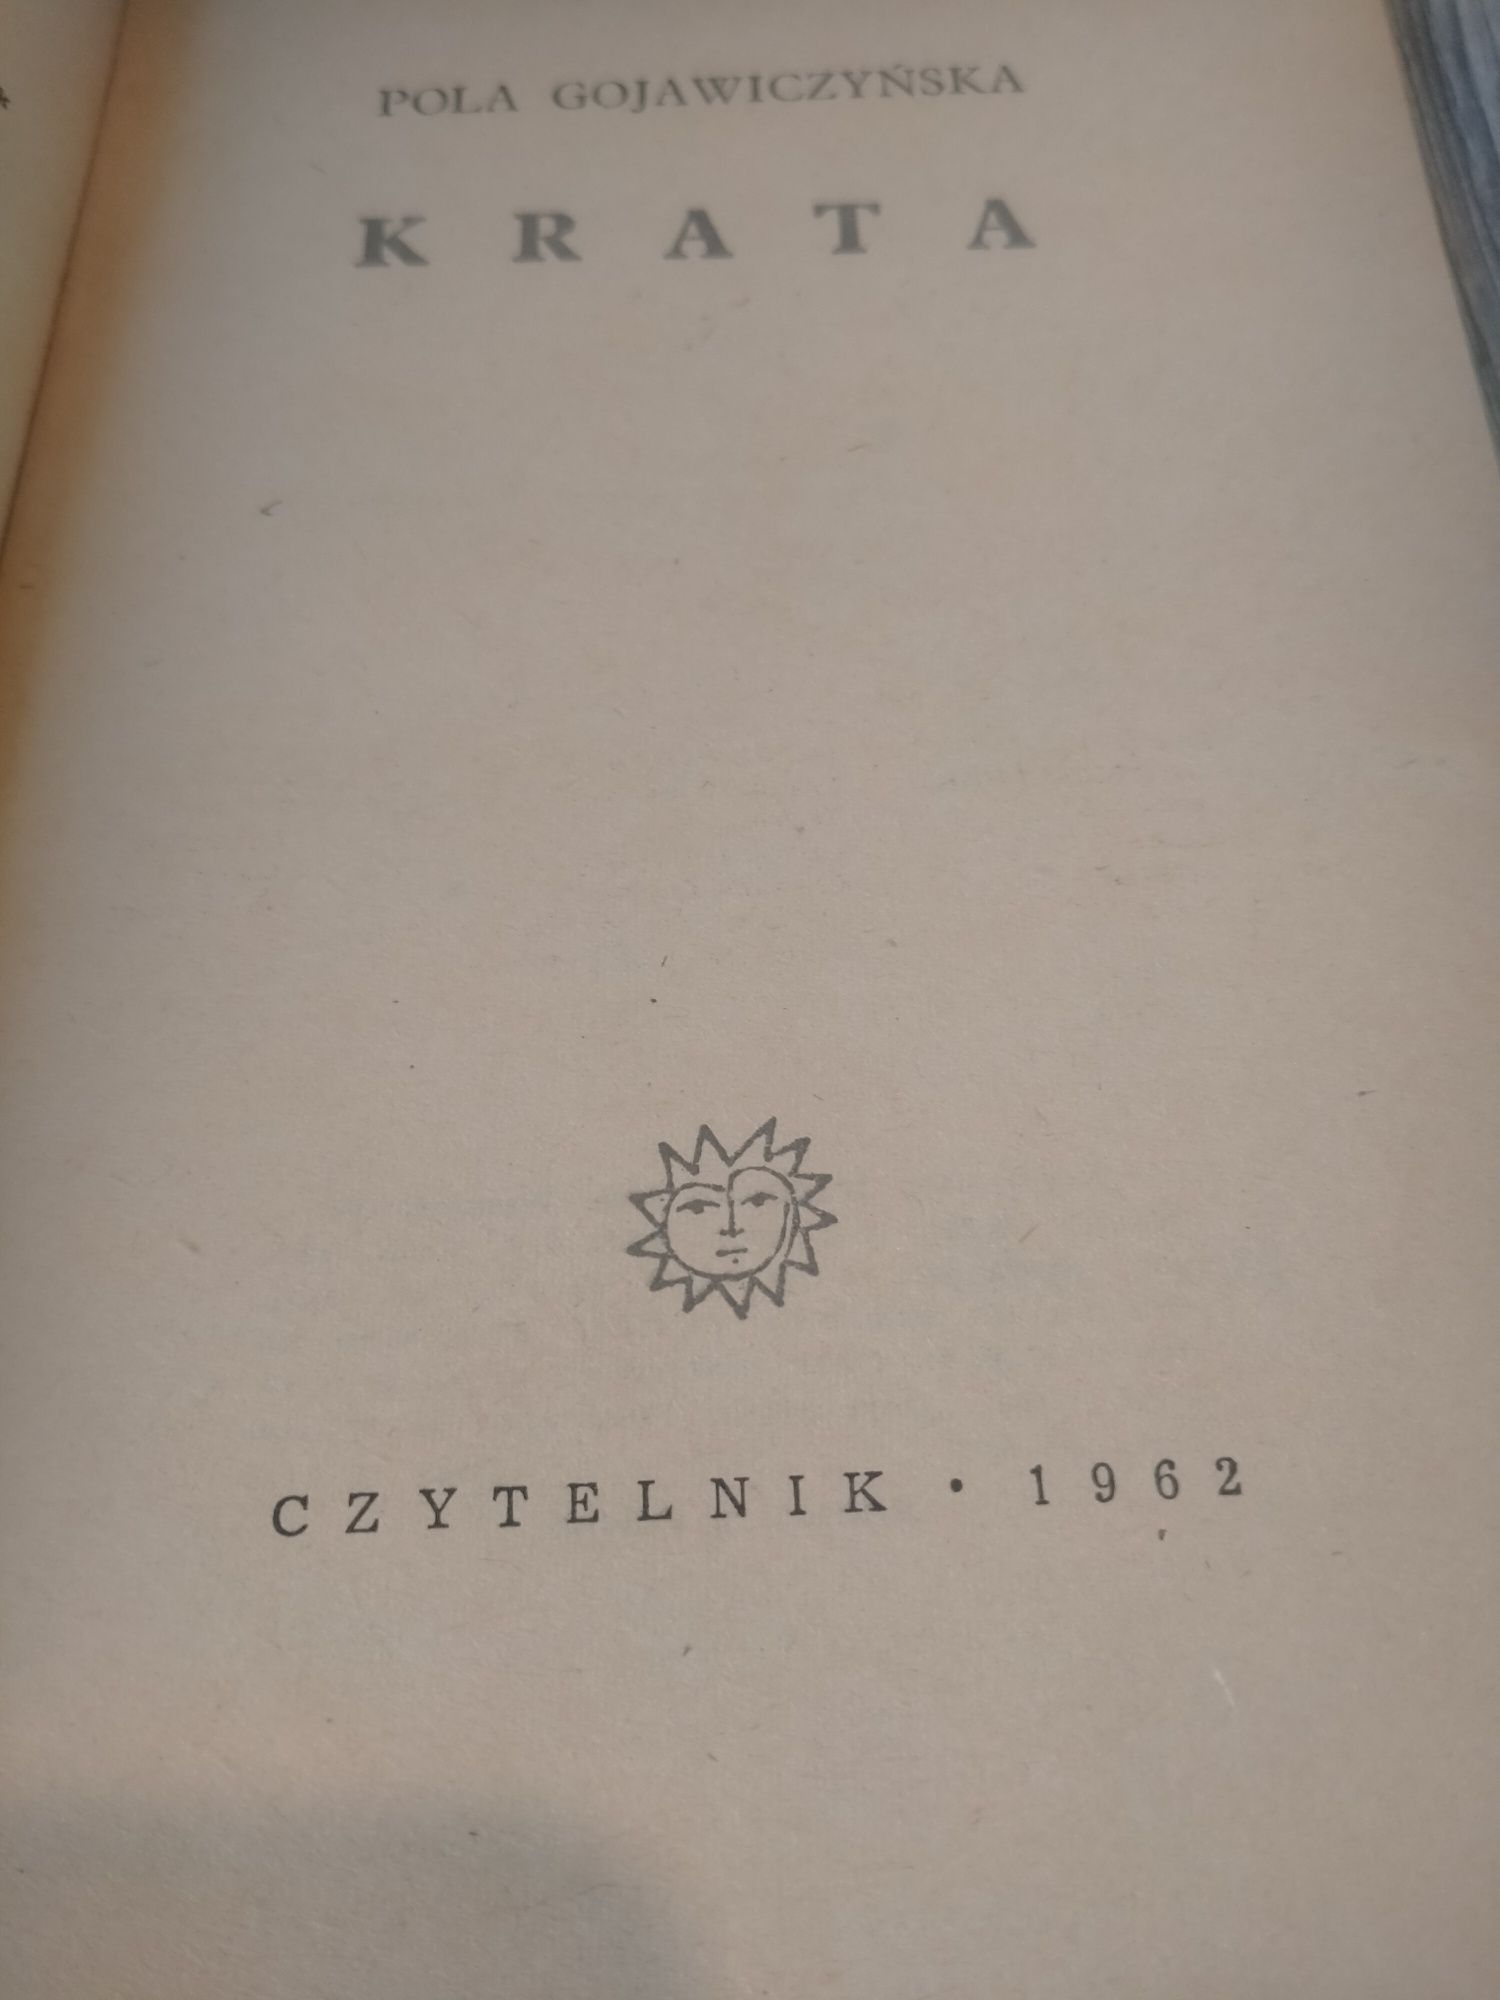 POLA GOJAWICZYŃSKA
KRATA
CZYTELNIK • 1962